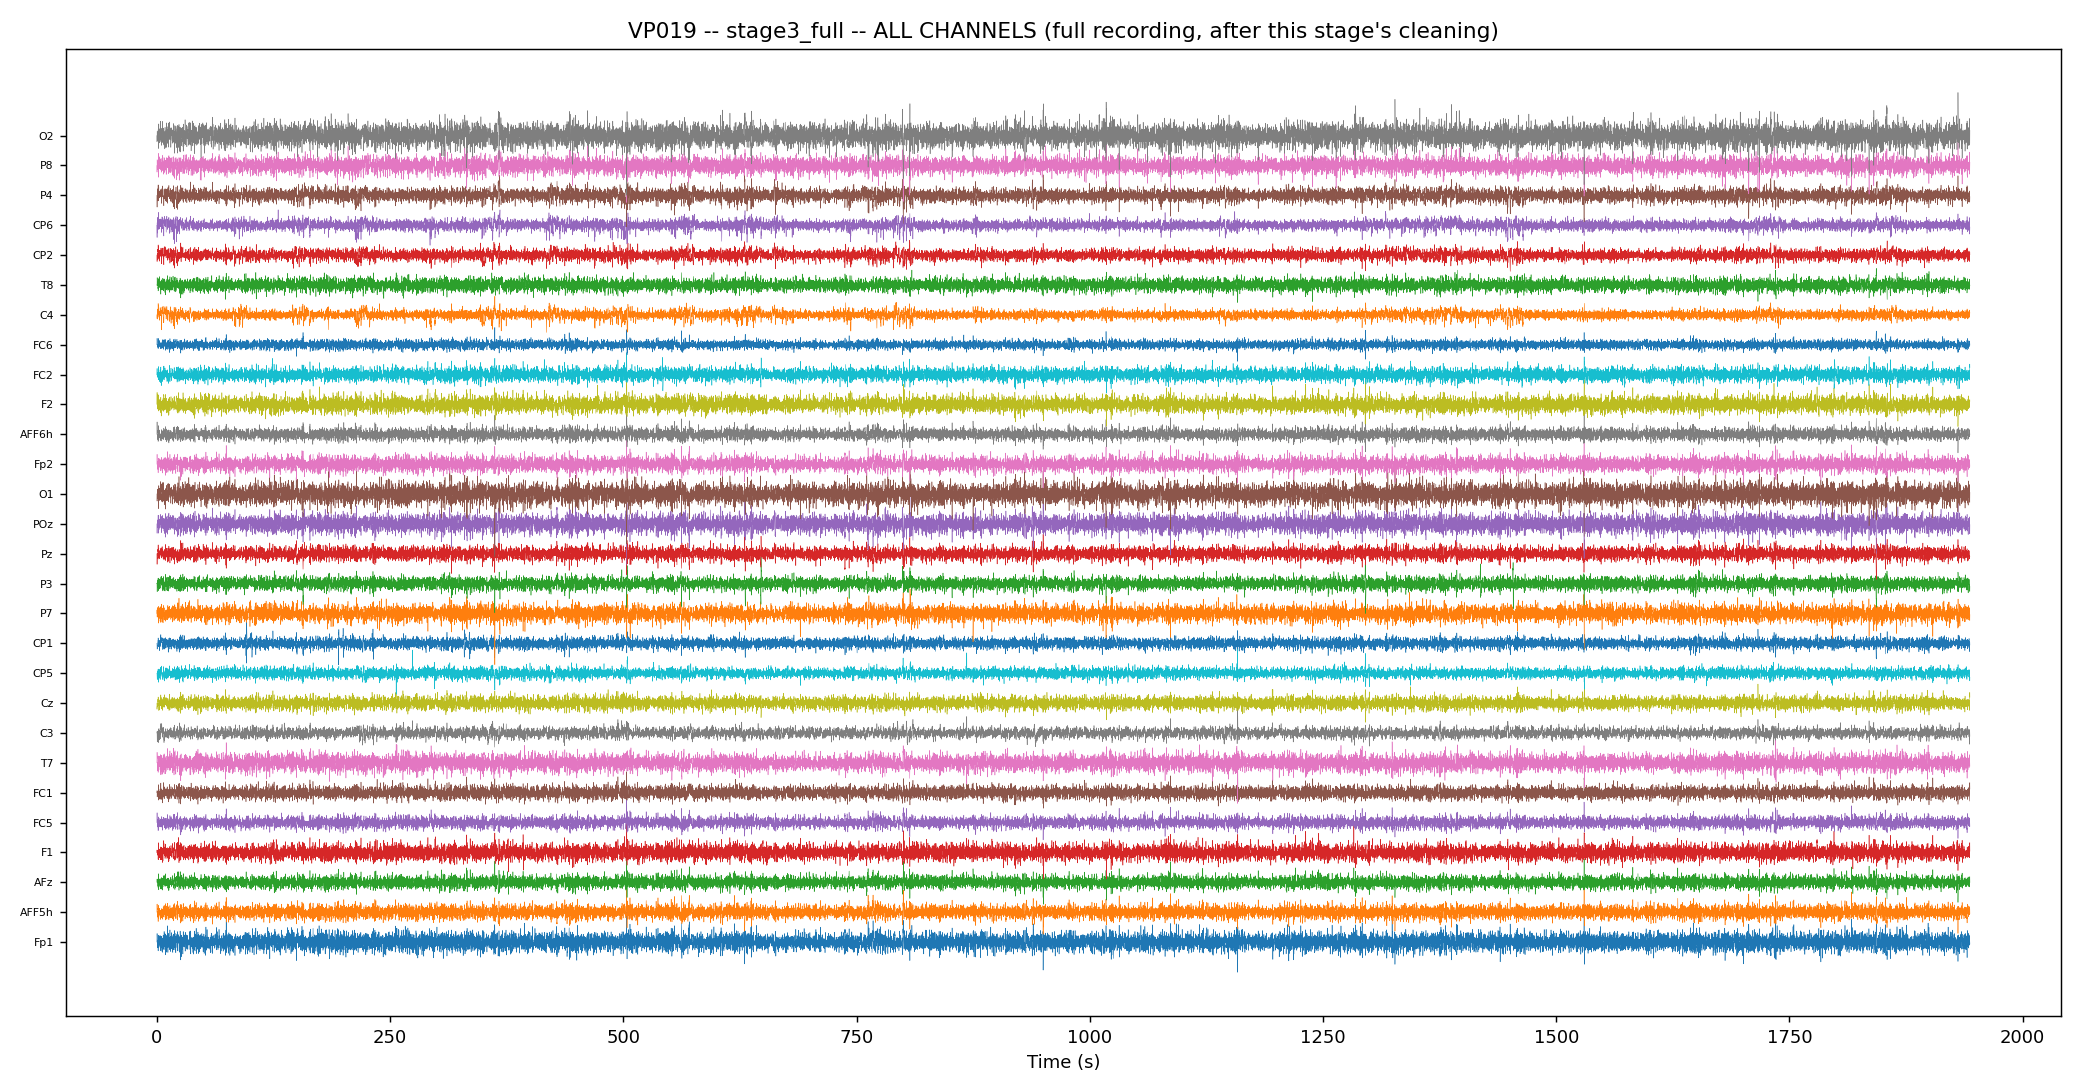 VP019 -- stage3_full -- ALL CHANNELS (full recording, after this stage's cleaning)
O2
P8
P4
CP6
CP2
T8
C4
FC6
FC2
F2
AFF6h
Fp2
O1
POz
Pz
P3
P7
CP1
CP5
Cz
C3
T7
FC1
FC5
F1
AFz
AFF5h
Fp1
0 250 500 750 1000 1250 1500 1750 2000
Time (s)